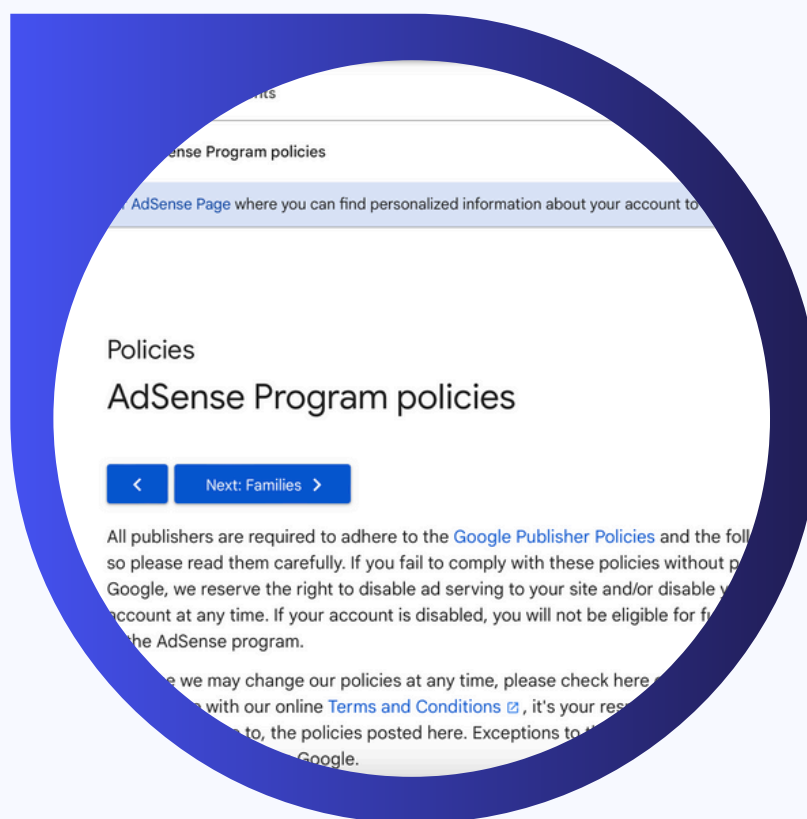 Program policies
AdSense Page where you can find personalized information about your account to
Policies
AdSense Program policies
Next: Families
All publishers are required to adhere to the Google Publisher Policies and the
so please read them carefully. If you fail to comply with these policies without
Google, we reserve the right to disable ad serving to your site and/or disable
account at any time. If your account is disabled, you will not be eligible for
the AdSense program.
we may change our policies at any time, please check here
with our online Terms and Conditions , it's your
to, the policies posted here. Exceptions to
Google.